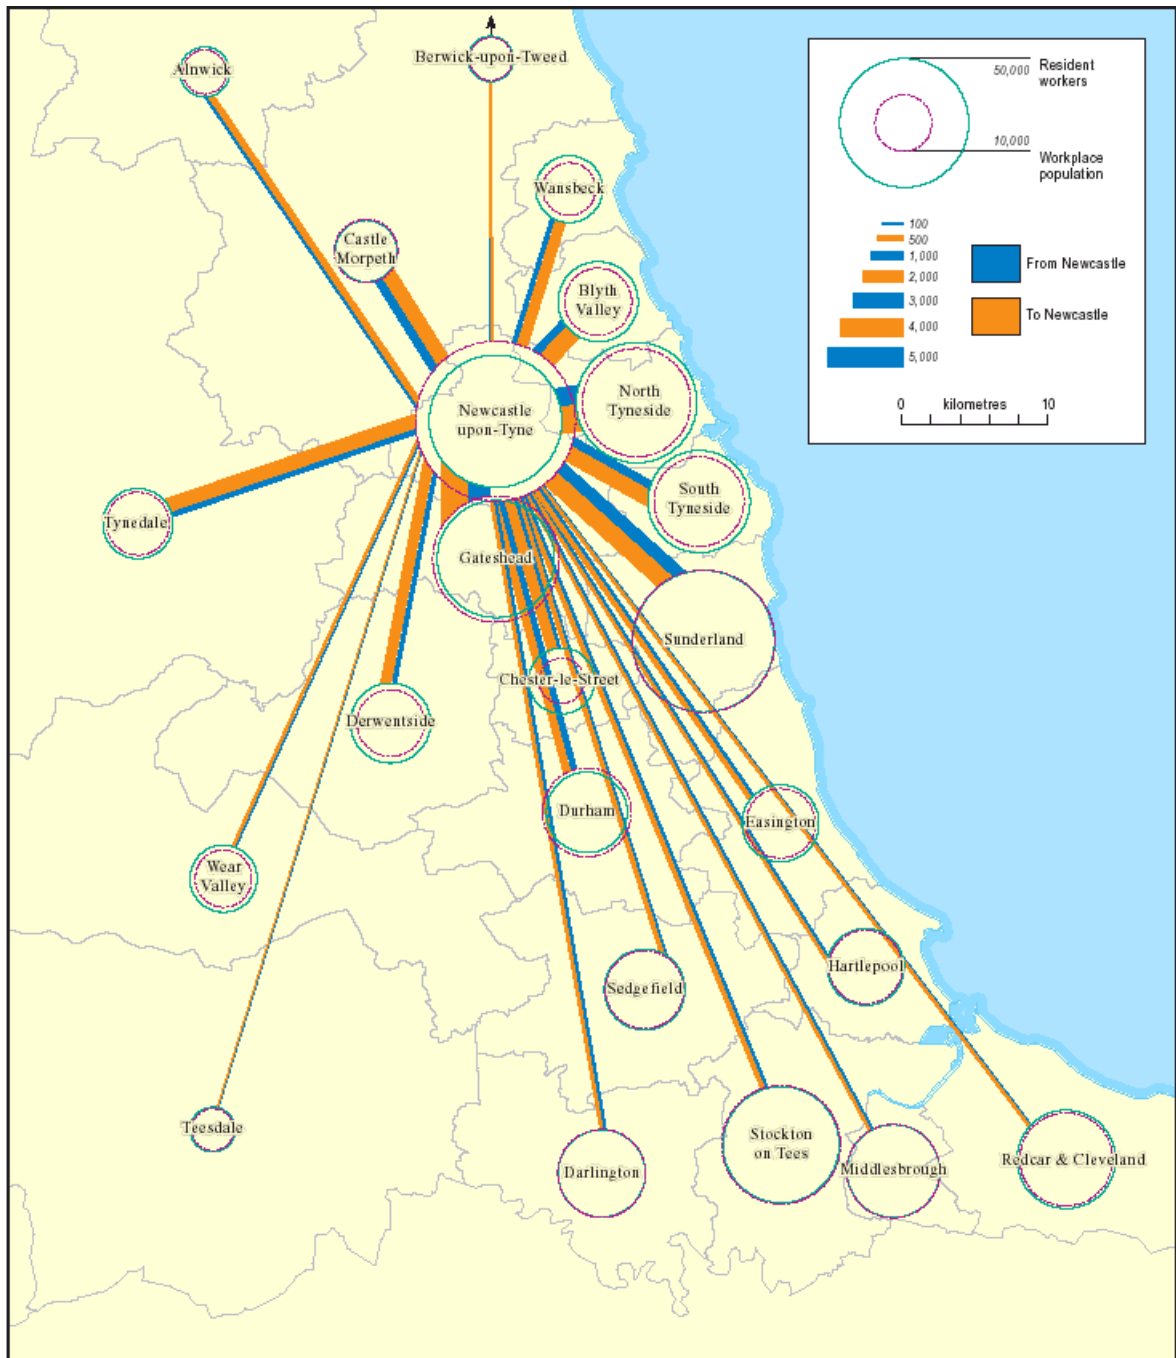 Alnwick
Berwick-upon-Tweed
50,000
Resident
workers
10,000
Workplace
population
100
500
1,000
2,000
3,000
4,000
5,000
From Newcastle
To Newcastle
0 kilometres 10
Wansbeck
Castle
Morpeth
Blyth
Valley
North
Tyneside
Newcastle
upon-Tyne
South
Tyneside
Tynedale
Gateshead
Sunderland
Chester-le-Street
Derwentside
Durham
Easington
Wear
Valley
Hartlepool
Sedgefield
Teesdale
Stockton
on Tees
Darlington
Middlesbrough
Redcar & Cleveland